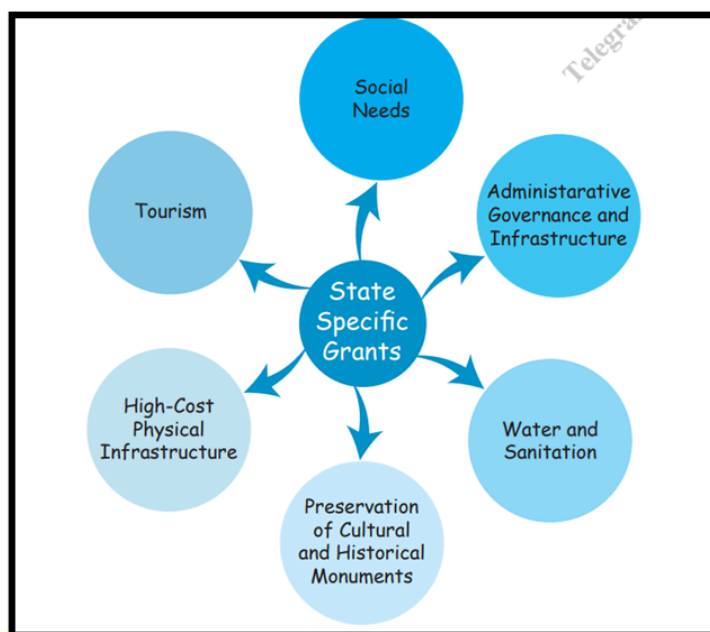 Telegra
Social
Needs
Administarative
Governance and
Infrastructure
Tourism
State
Specific
Grants
High-Cost
Physical
Infrastructure
Water and
Sanitation
Preservation
of Cultural
and Historical
Monuments